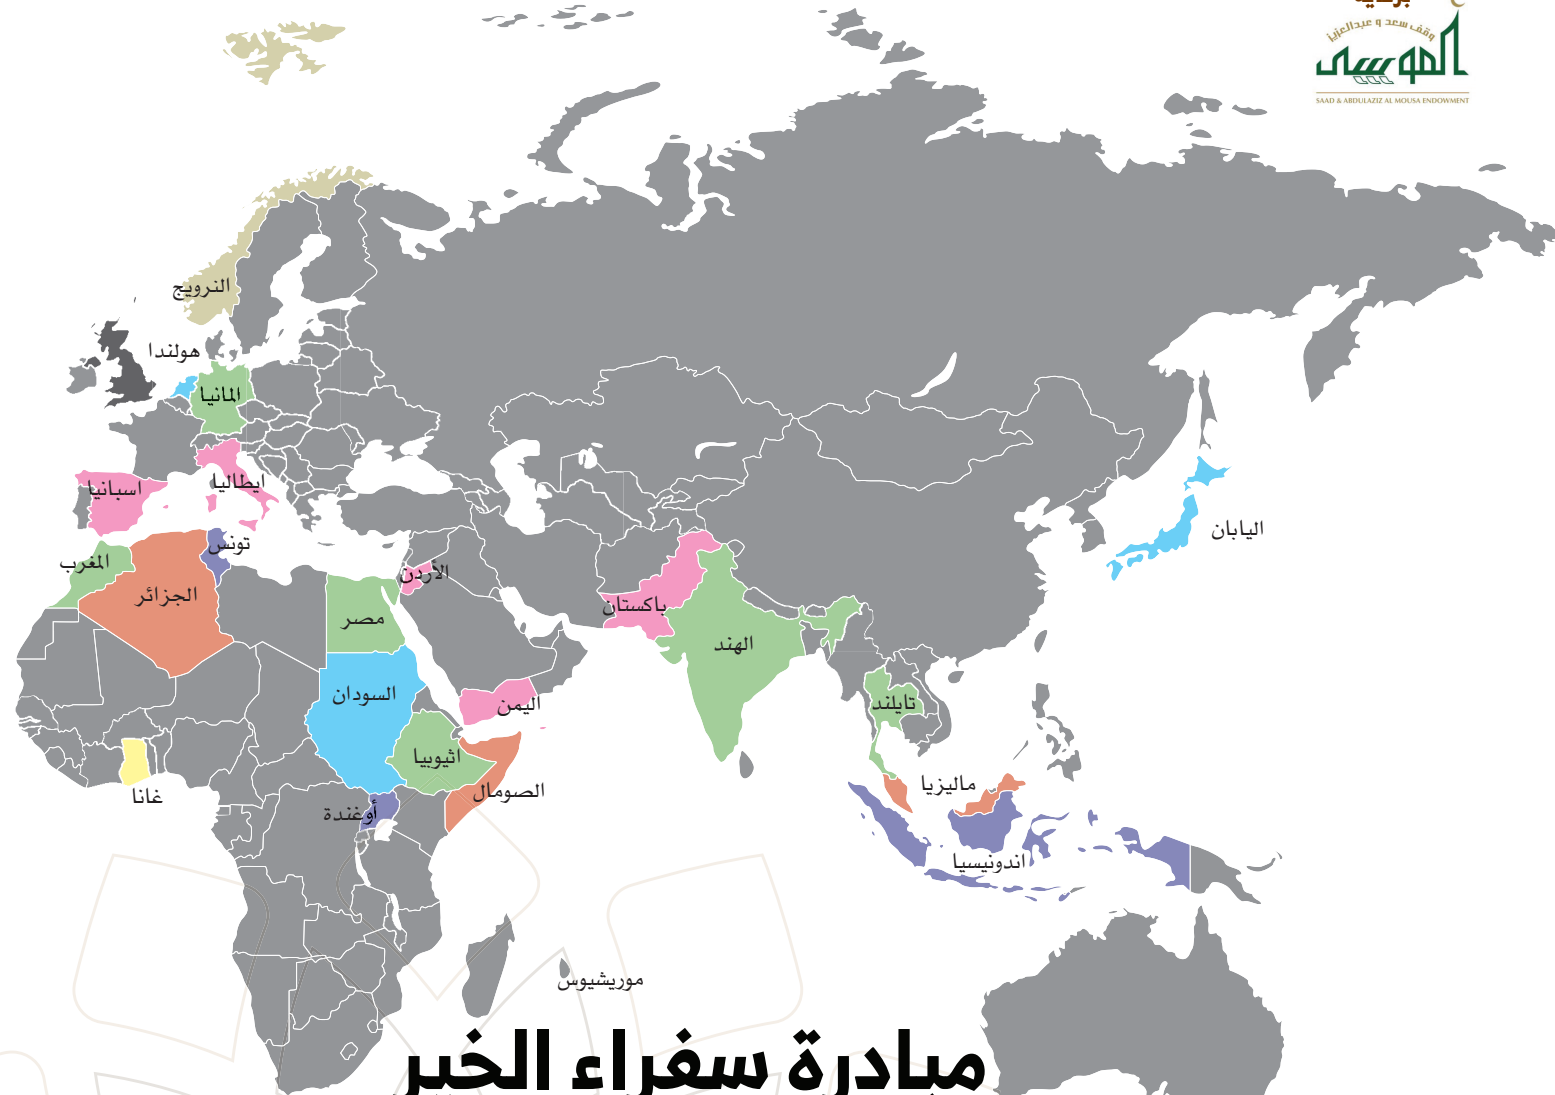 برعاية
وقف سعد و عبدالعزيز
الموسى
SAAD & ABDULAZIZ AL MOUSA ENDOWMENT
النرويج
هولندا
المانيا
ايطاليا
اسبانيا
اليابان
تونس
المغرب
الأردن
الجزائر
باكستان
مصر
الهند
السودان
اليمن
تايلند
اثيوبيا
ماليزيا
الصومال
غانا
أوغندة
اندونيسيا
موريشيوس
مبادرة سفراء الخير